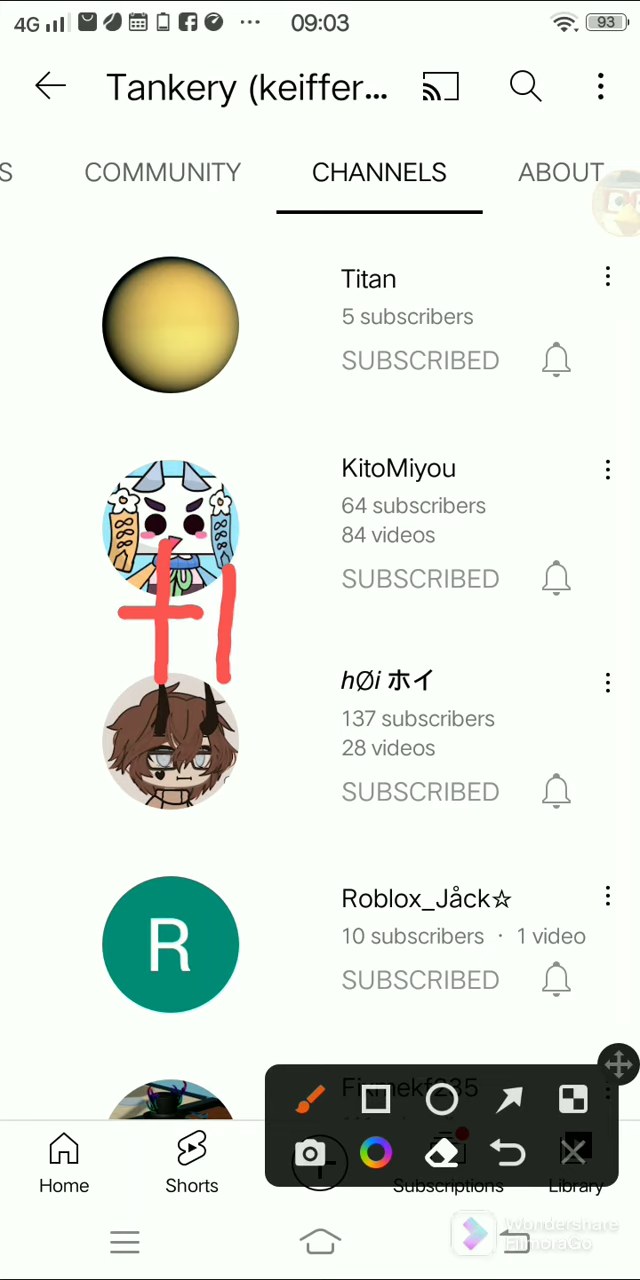 4G 09:03 93
Tankery (keiffer...
S COMMUNITY CHANNELS ABOUT
Titan
5 subscribers
SUBSCRIBED
KitoMiyou
64 subscribers
84 videos
SUBSCRIBED
+1
hØi ホイ
137 subscribers
28 videos
SUBSCRIBED
R
Roblox_Jåck☆
10 subscribers · 1 video
SUBSCRIBED
Home Shorts Subscriptions Library
Wondershare
FilmoraGo